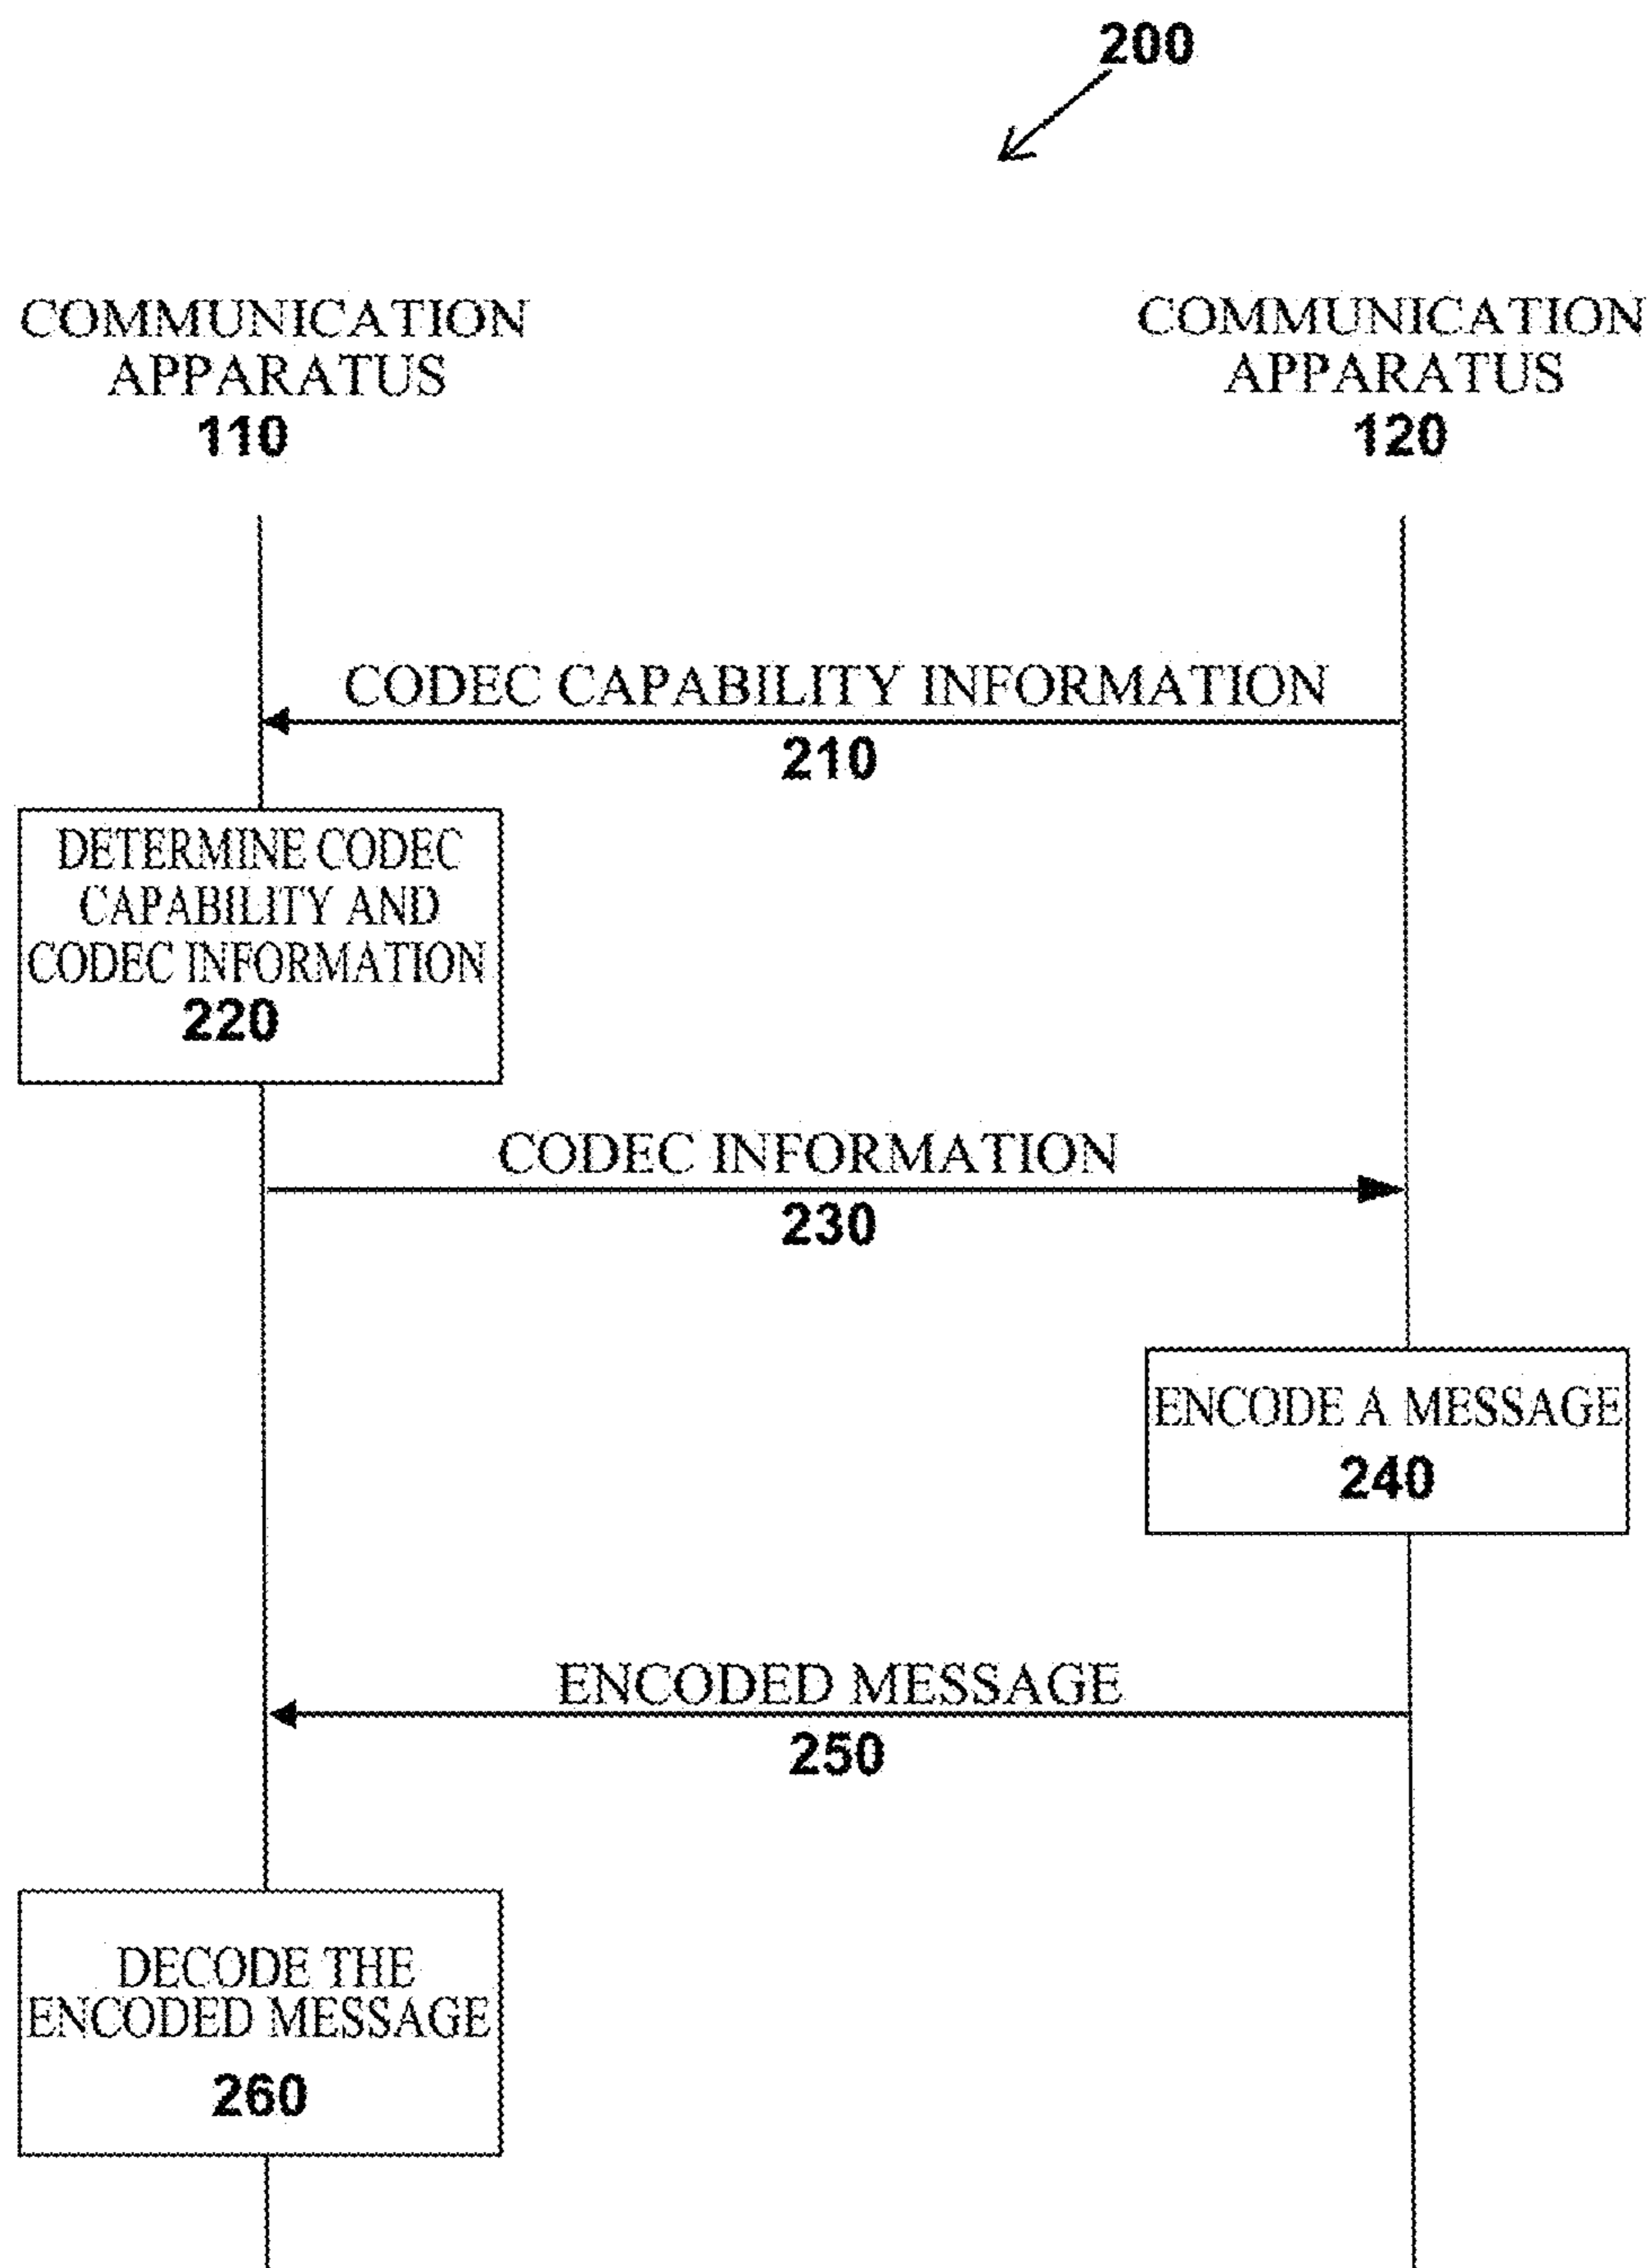 200
COMMUNICATION
APPARATUS
110
COMMUNICATION
APPARATUS
120
CODEC CAPABILITY INFORMATION
210
DETERMINE CODEC
CAPABILITY AND
CODEC INFORMATION
220
CODEC INFORMATION
230
ENCODE A MESSAGE
240
ENCODED MESSAGE
250
DECODE THE
ENCODED MESSAGE
260